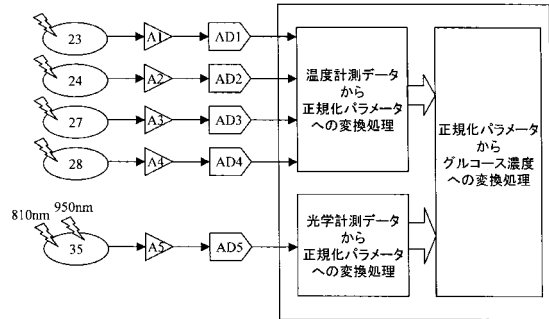 23
A1
AD1
24
A2
AD2
27
A3
AD3
28
A4
AD4
温度計測データ
から
正規化パラメータ
への変換処理
正規化パラメータ
から
グルコース濃度
への変換処理
810nm
950nm
35
A5
AD5
光学計測データ
から
正規化パラメータ
への変換処理